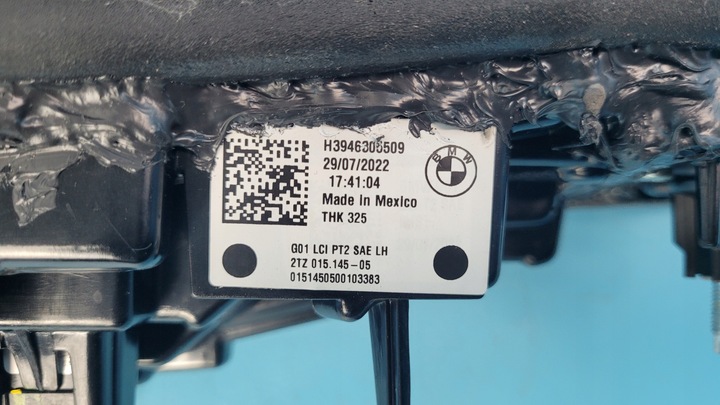 H3946306509
29/07/2022
17:41:04
Made in Mexico
THK 325
BMW
G01 LCI PT2 SAE LH
2TZ 015.145-05
0151450500103383